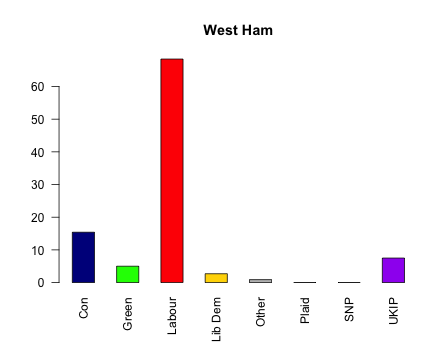 West Ham
60
50
40
30
20
10
0
Con
Green
Labour
Lib Dem
Other
Plaid
SNP
UKIP